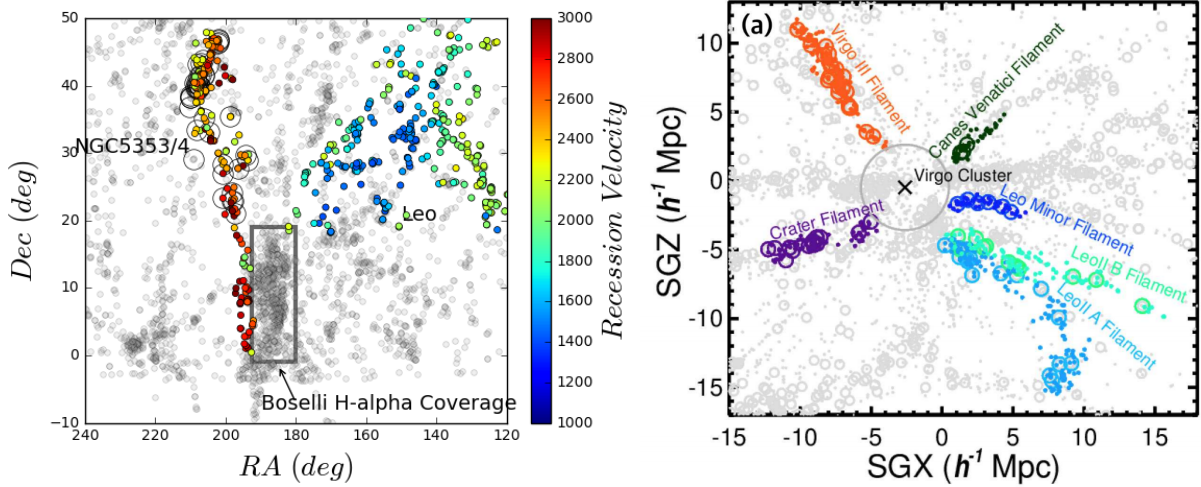 50
40
30
20
10
0
−10
240
220
200
180
160
140
120
Dec (deg)
RA (deg)
NGC5353/4
Leo
Boselli H-alpha Coverage
3000
2800
2600
2400
2200
2000
1800
1600
1400
1200
1000
Recession Velocity
(a)
10
5
0
-5
-10
-15
-15
-10
-5
0
5
10
15
SGZ (h⁻¹ Mpc)
SGX (h⁻¹ Mpc)
Virgo III Filament
Canes Venatici Filament
Virgo Cluster
Leo Minor Filament
Crater Filament
LeoII B Filament
LeoII A Filament